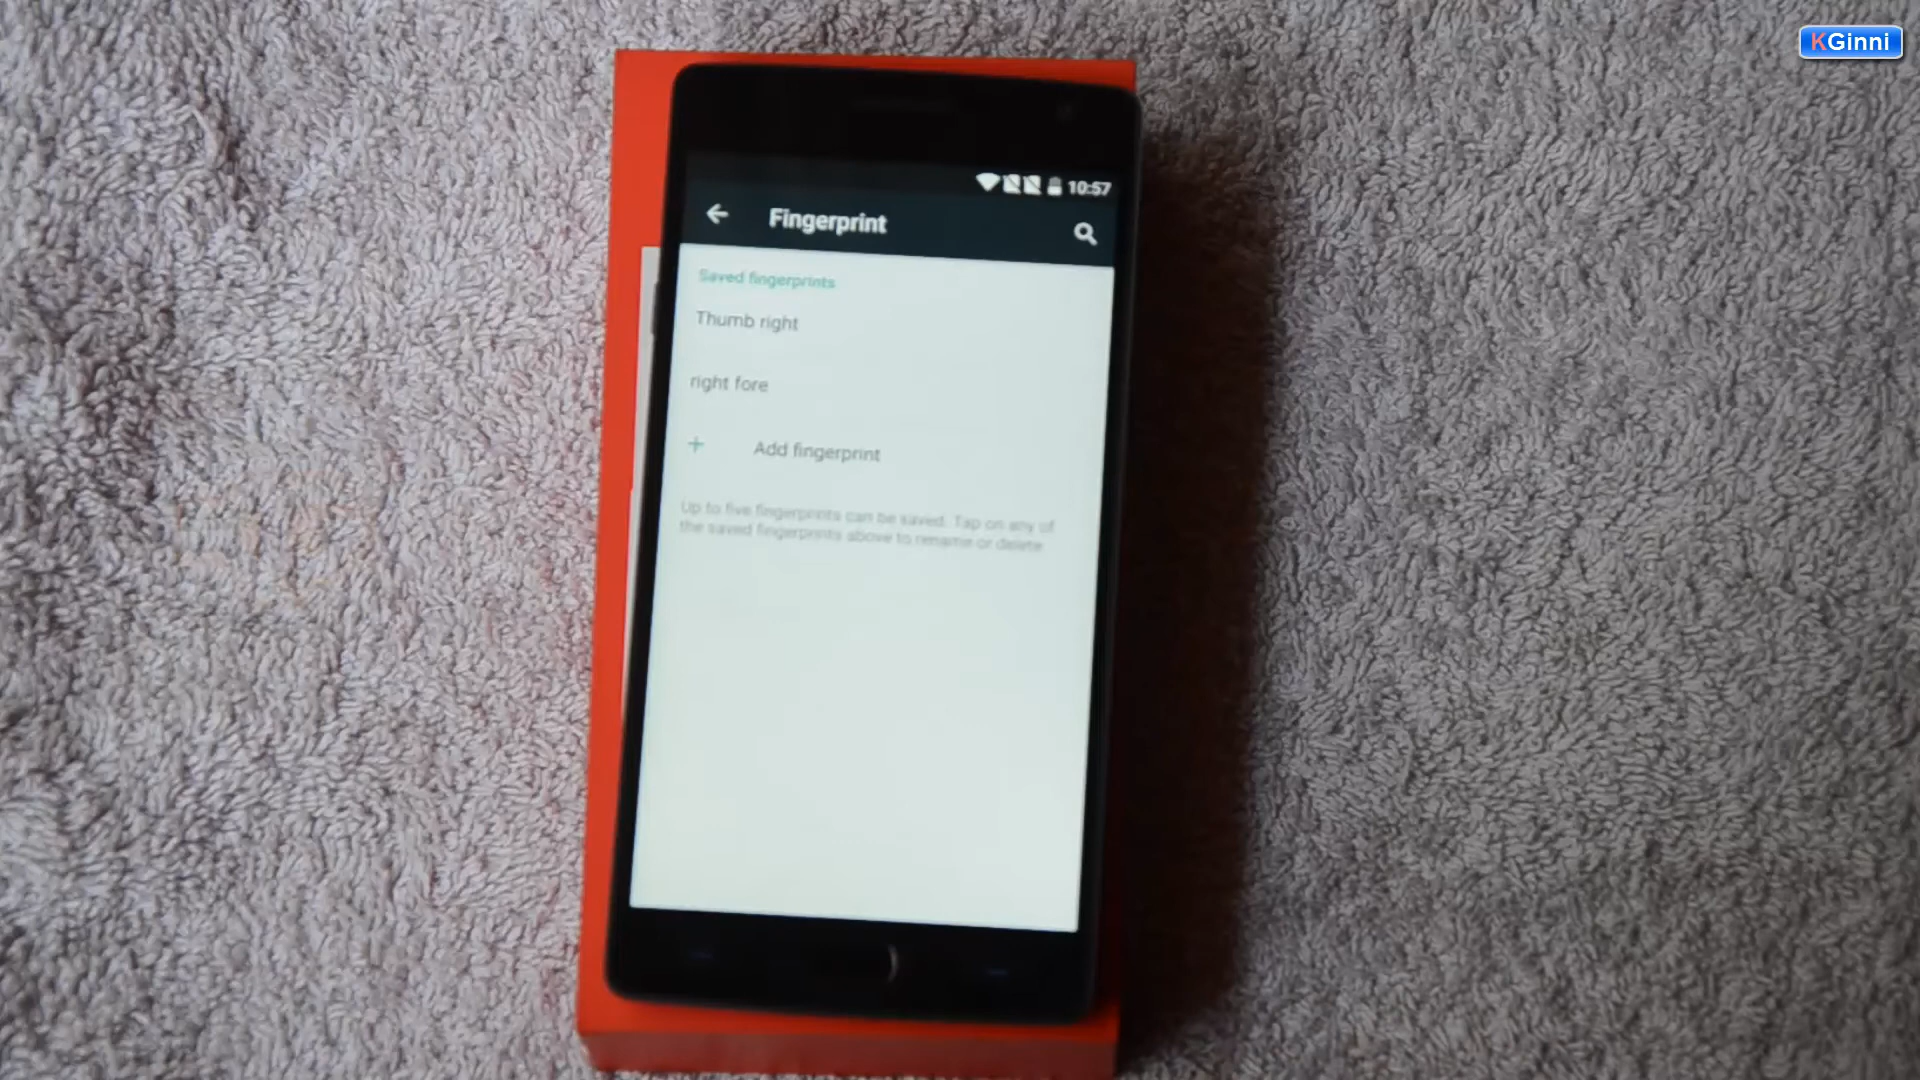 KGinni
10:57
Fingerprint
Saved fingerprints
Thumb right
right fore
+ Add fingerprint
Up to five fingerprints can be saved. Tap on any of
the saved fingerprints above to rename or delete